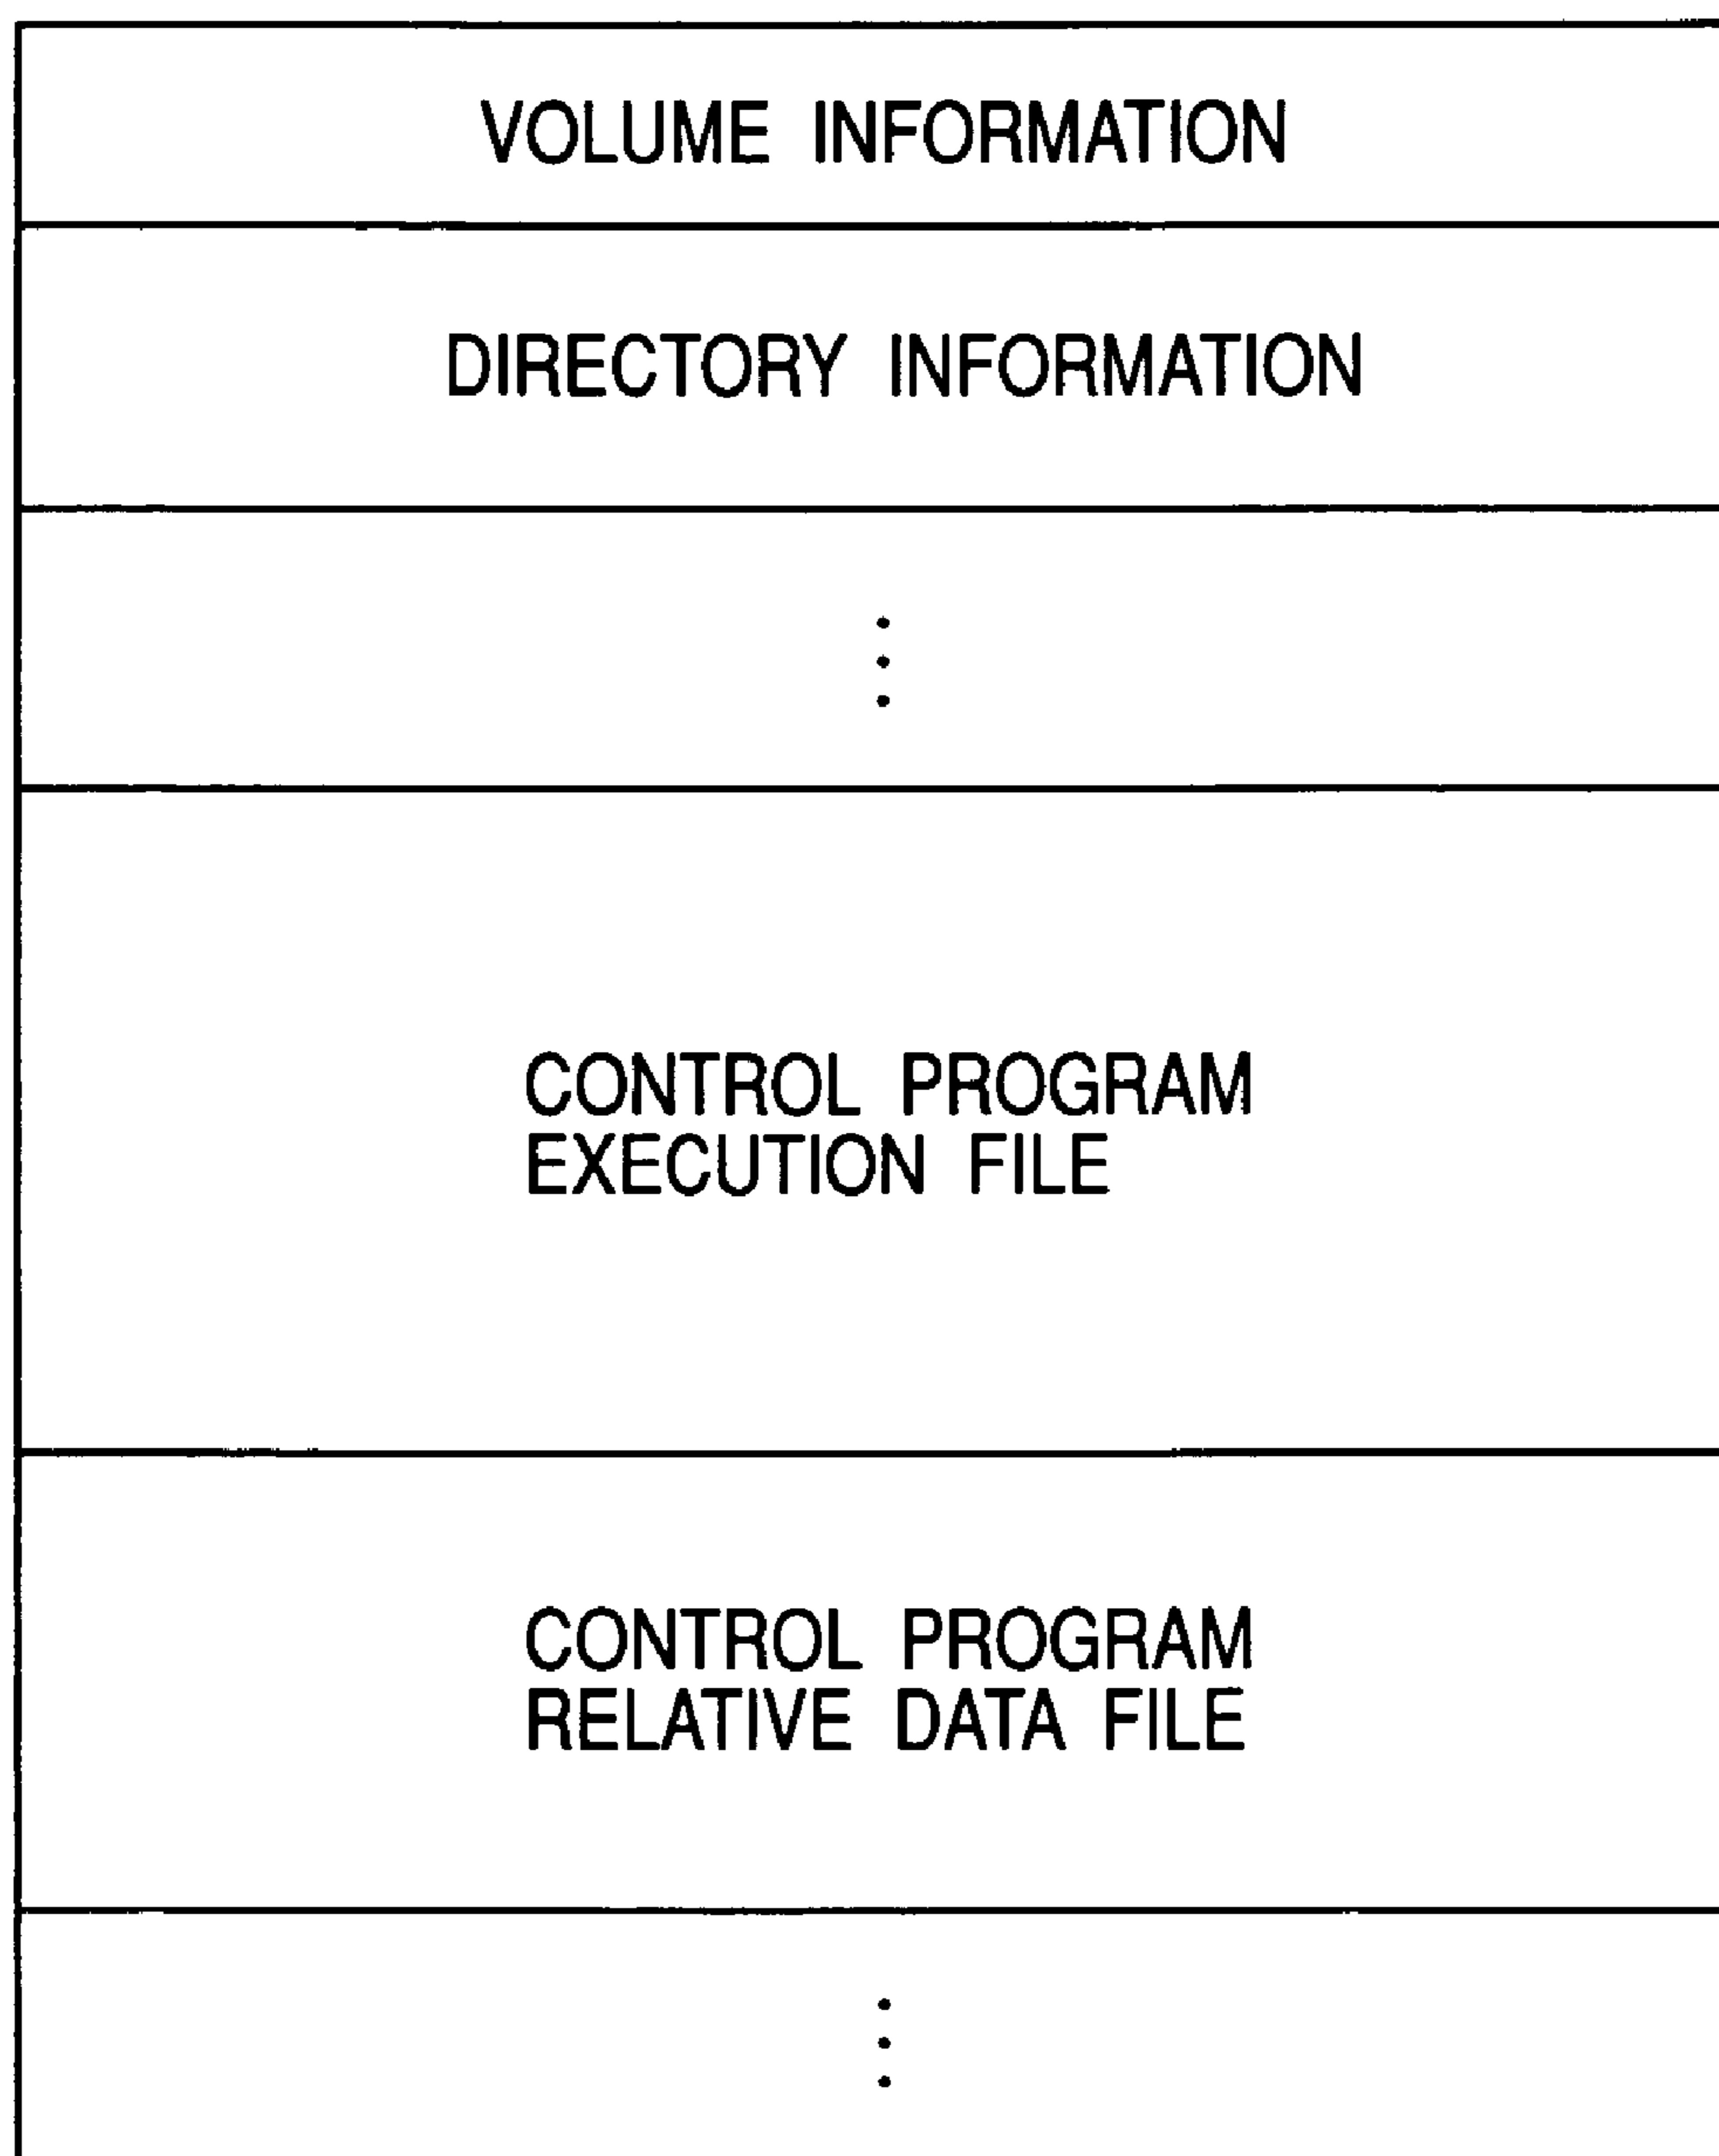 VOLUME INFORMATION
DIRECTORY INFORMATION
CONTROL PROGRAM
EXECUTION FILE
CONTROL PROGRAM
RELATIVE DATA FILE